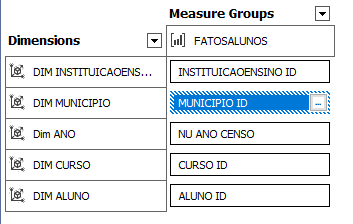 Measure Groups
Dimensions
FATOSALUNOS
DIM INSTITUICAOENS...
INSTITUICAOENSINO ID
DIM MUNICIPIO
MUNICIPIO ID
...
Dim ANO
NU ANO CENSO
DIM CURSO
CURSO ID
DIM ALUNO
ALUNO ID